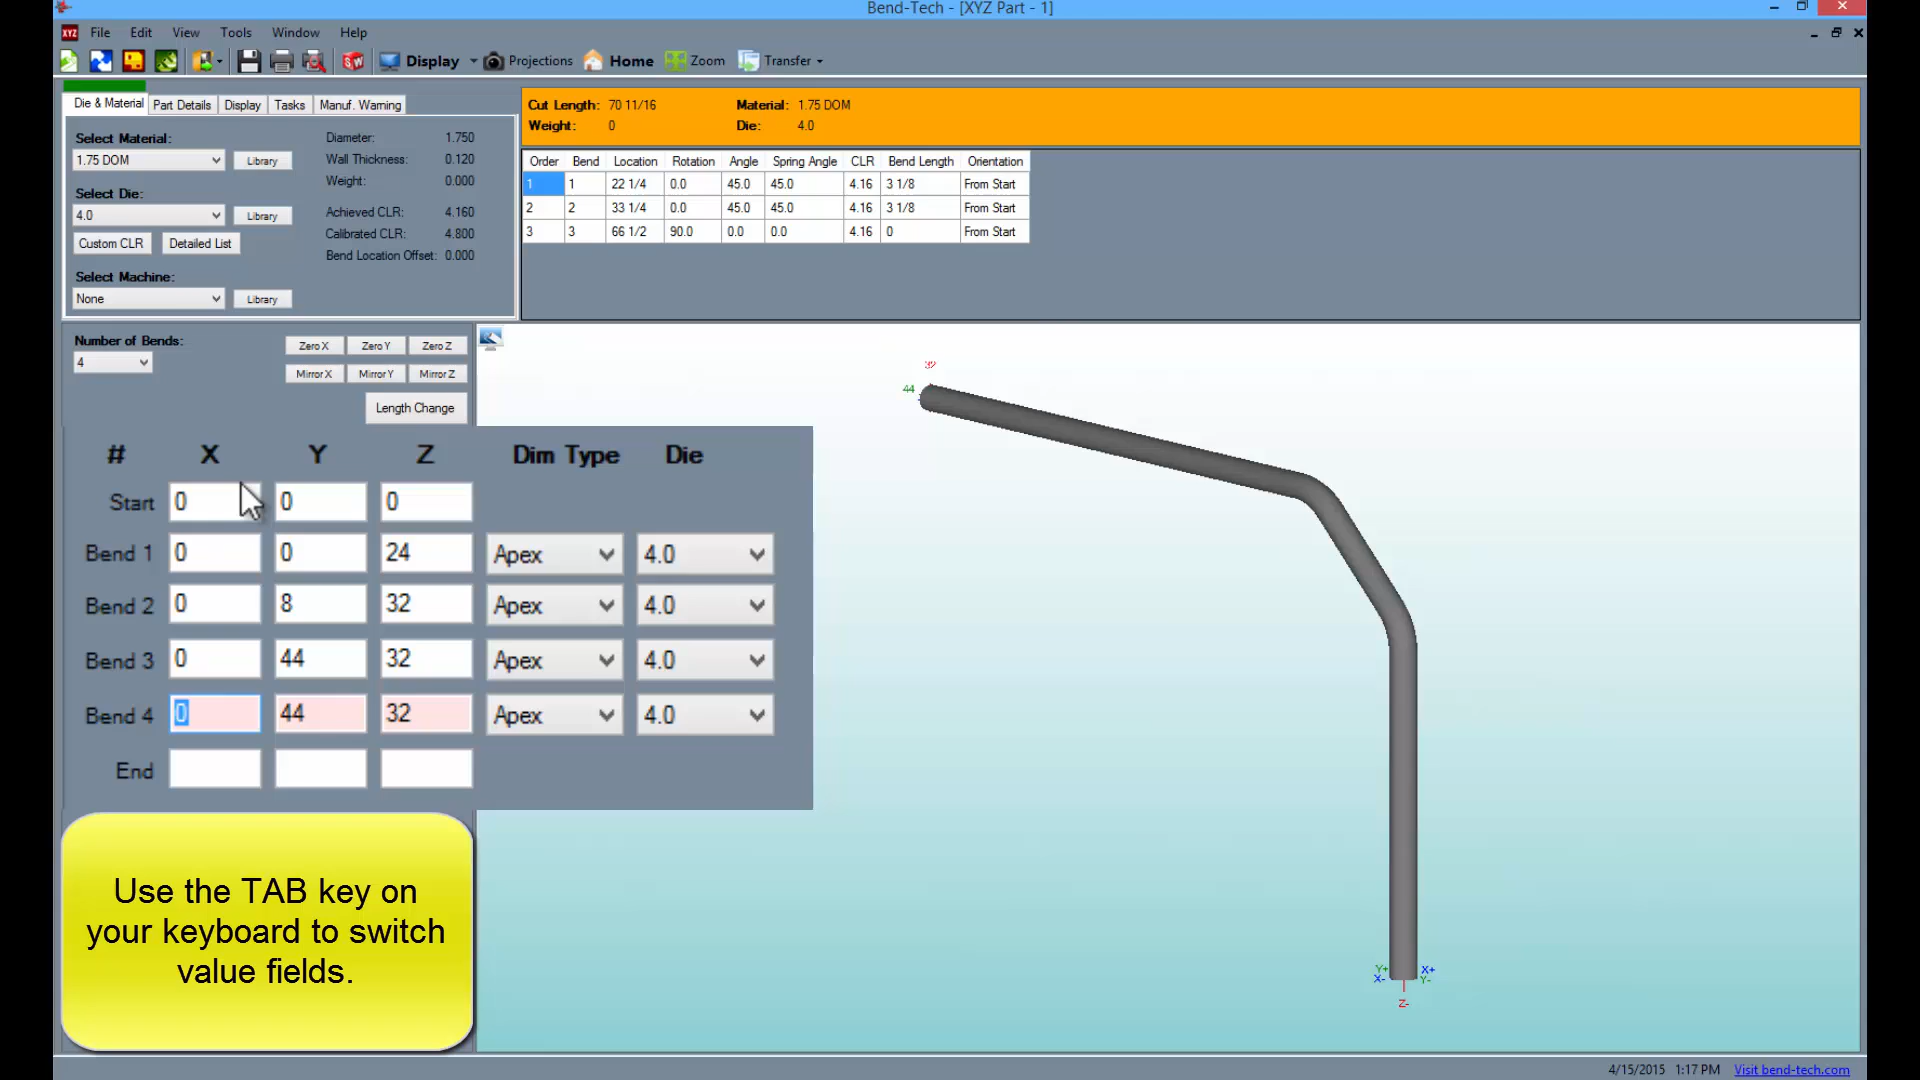 Bend-Tech - [XYZ Part - 1]
XYZ File Edit View Tools Window Help
Display Projections Home Zoom Transfer
Die & Material Part Details Display Tasks Manuf. Warning
Select Material:
1.75 DOM Library
Select Die:
4.0 Library
Custom CLR Detailed List
Select Machine:
None Library
Diameter: 1.750
Wall Thickness: 0.120
Weight: 0.000
Achieved CLR: 4.160
Calibrated CLR: 4.800
Bend Location Offset: 0.000
Cut Length: 70 11/16 Material: 1.75 DOM
Weight: 0 Die: 4.0
Order Bend Location Rotation Angle Spring Angle CLR Bend Length Orientation
1 1 22 1/4 0.0 45.0 45.0 4.16 3 1/8 From Start
2 2 33 1/4 0.0 45.0 45.0 4.16 3 1/8 From Start
3 3 66 1/2 90.0 0.0 0.0 4.16 0 From Start
Number of Bends:
4
Zero X Zero Y Zero Z
Mirror X Mirror Y Mirror Z
Length Change
# X Y Z Dim Type Die
Start 0 0 0
Bend 1 0 0 24 Apex 4.0
Bend 2 0 8 32 Apex 4.0
Bend 3 0 44 32 Apex 4.0
Bend 4 0 44 32 Apex 4.0
End
32
44
Y+ X+
X- Y-
Z-
Use the TAB key on
your keyboard to switch
value fields.
4/15/2015 1:17 PM Visit bend-tech.com